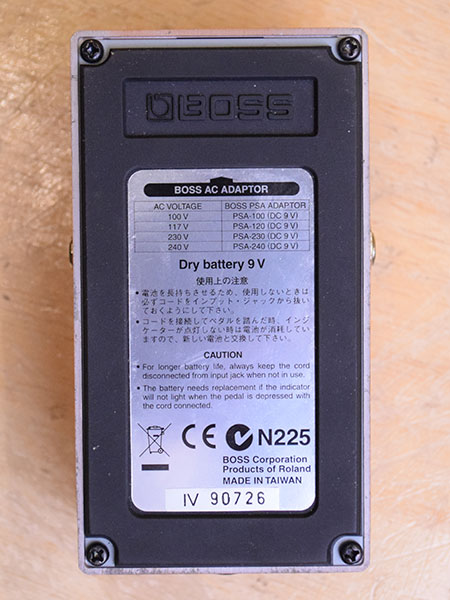 BOSS
BOSS AC ADAPTOR
AC VOLTAGE BOSS PSA ADAPTOR
100 V PSA-100 (DC 9 V)
117 V PSA-120 (DC 9 V)
230 V PSA-230 (DC 9 V)
240 V PSA-240 (DC 9 V)
Dry battery 9 V
使用上の注意
• 電池を長持ちさせるため、使用しないときは
必ずコードをインプット・ジャックから抜い
ておくようにして下さい。
• コードを接続してペダルを踏んだ時、インジ
ケーターが点灯しない時は電池が消耗してい
ますので、新しい電池と交換して下さい。
CAUTION
• For longer battery life, always keep the cord
disconnected from input jack when not in use.
• The battery needs replacement if the indicator
will not light when the pedal is depressed with
the cord connected.
CE N225
BOSS Corporation
Products of Roland
MADE IN TAIWAN
IV 90726